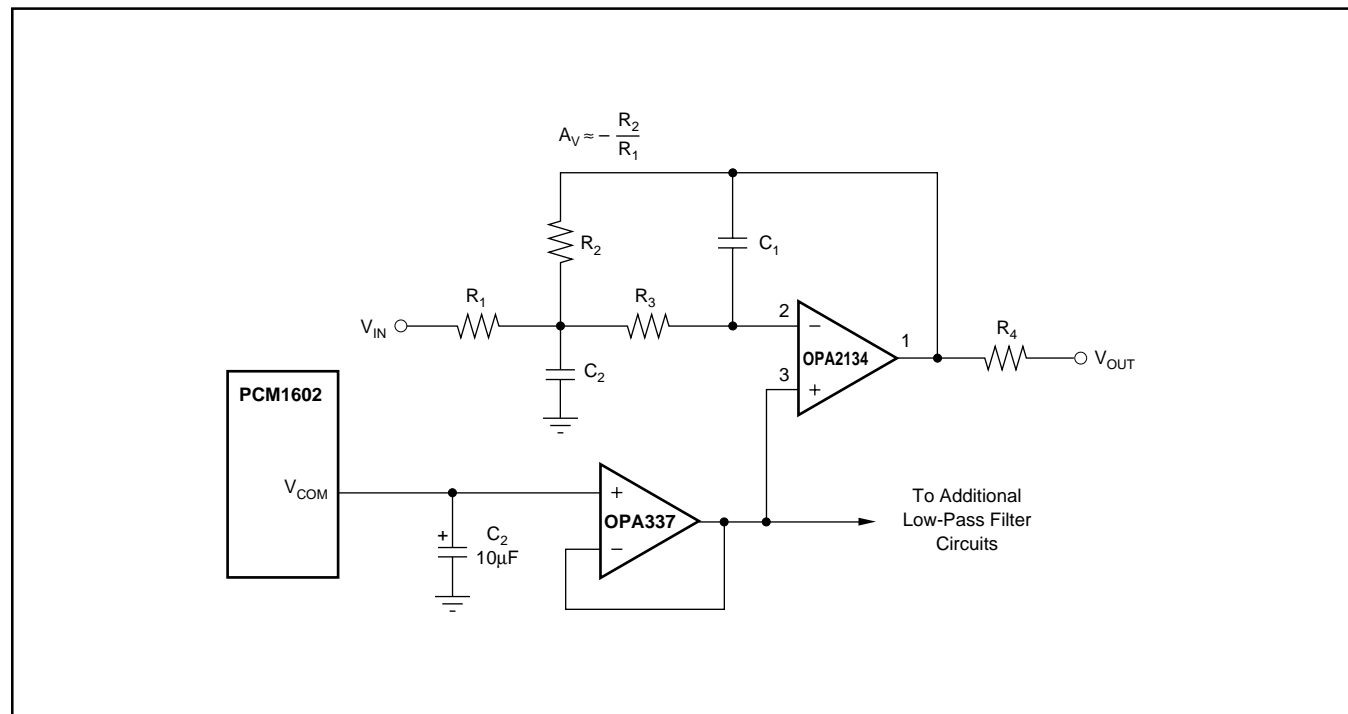 A_V ≈ – R_2
R_1
R_2
C_1
R_1
R_3
2
–
V_IN
1
R_4
OPA2134
V_OUT
3
+
C_2
PCM1602
V_COM
+
To Additional
OPA337
Low-Pass Filter
+
C_2
–
Circuits
10µF